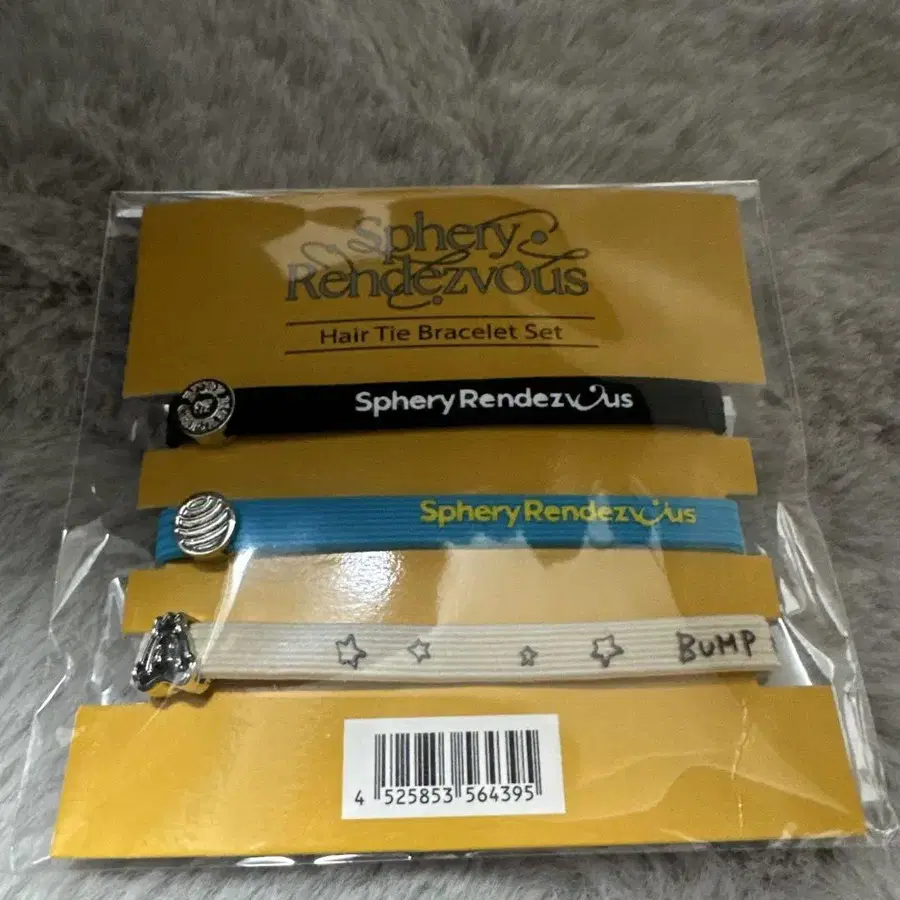 Sphery
Rendezvous
Hair Tie Bracelet Set
Sphery Rendezvous
Sphery Rendezvous
BUMP
4 525853 564395